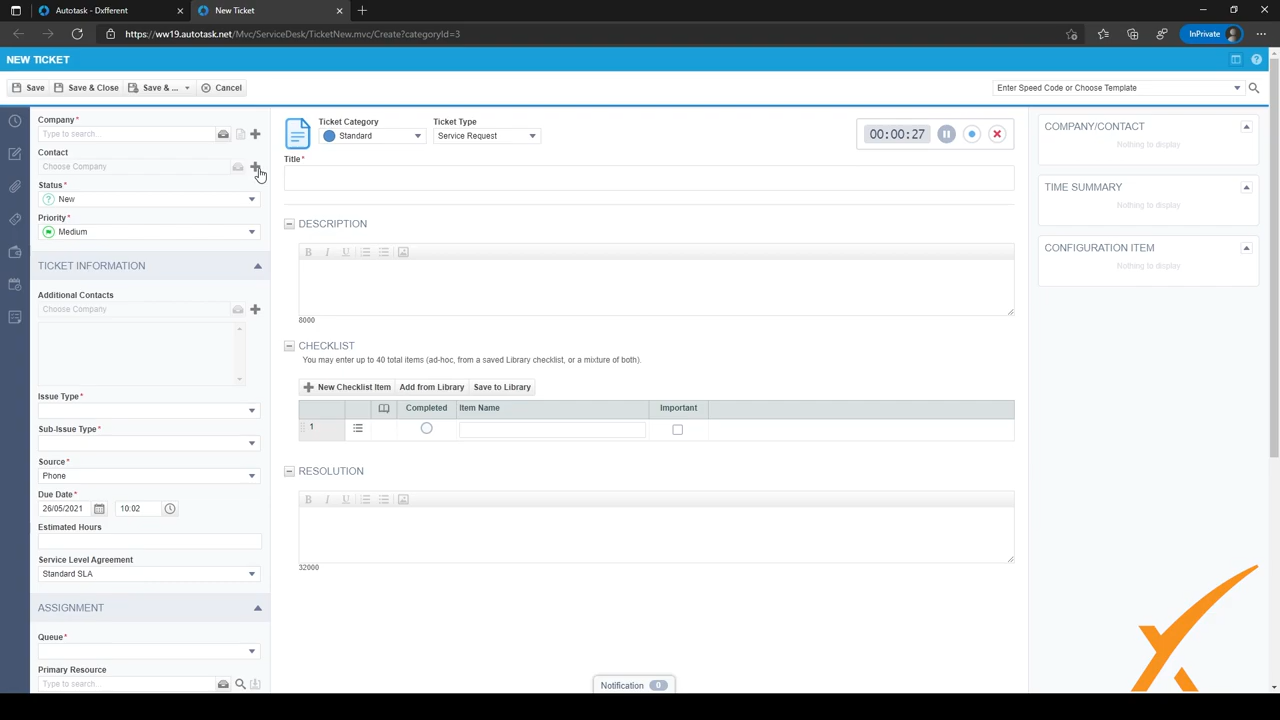 Autotask - Dxfferent
New Ticket
https://ww19.autotask.net/Mvc/ServiceDesk/TicketNew.mvc/Create?categoryId=3
InPrivate
NEW TICKET
Save
Save & Close
Save & ...
Cancel
Enter Speed Code or Choose Template
Company*
Type to search...
Contact
Choose Company
Status*
New
Priority*
Medium
TICKET INFORMATION
Additional Contacts
Choose Company
Issue Type*
Sub-Issue Type*
Source*
Phone
Due Date*
26/05/2021
10:02
Estimated Hours
Service Level Agreement
Standard SLA
ASSIGNMENT
Queue*
Primary Resource
Type to search...
Ticket Category
Standard
Ticket Type
Service Request
00:00:27
Title*
DESCRIPTION
B I U
8000
CHECKLIST
You may enter up to 40 total items (ad-hoc, from a saved Library checklist, or a mixture of both).
New Checklist Item
Add from Library
Save to Library
Completed
Item Name
Important
1
RESOLUTION
B I U
32000
COMPANY/CONTACT
Nothing to display
TIME SUMMARY
Nothing to display
CONFIGURATION ITEM
Nothing to display
Notification 0